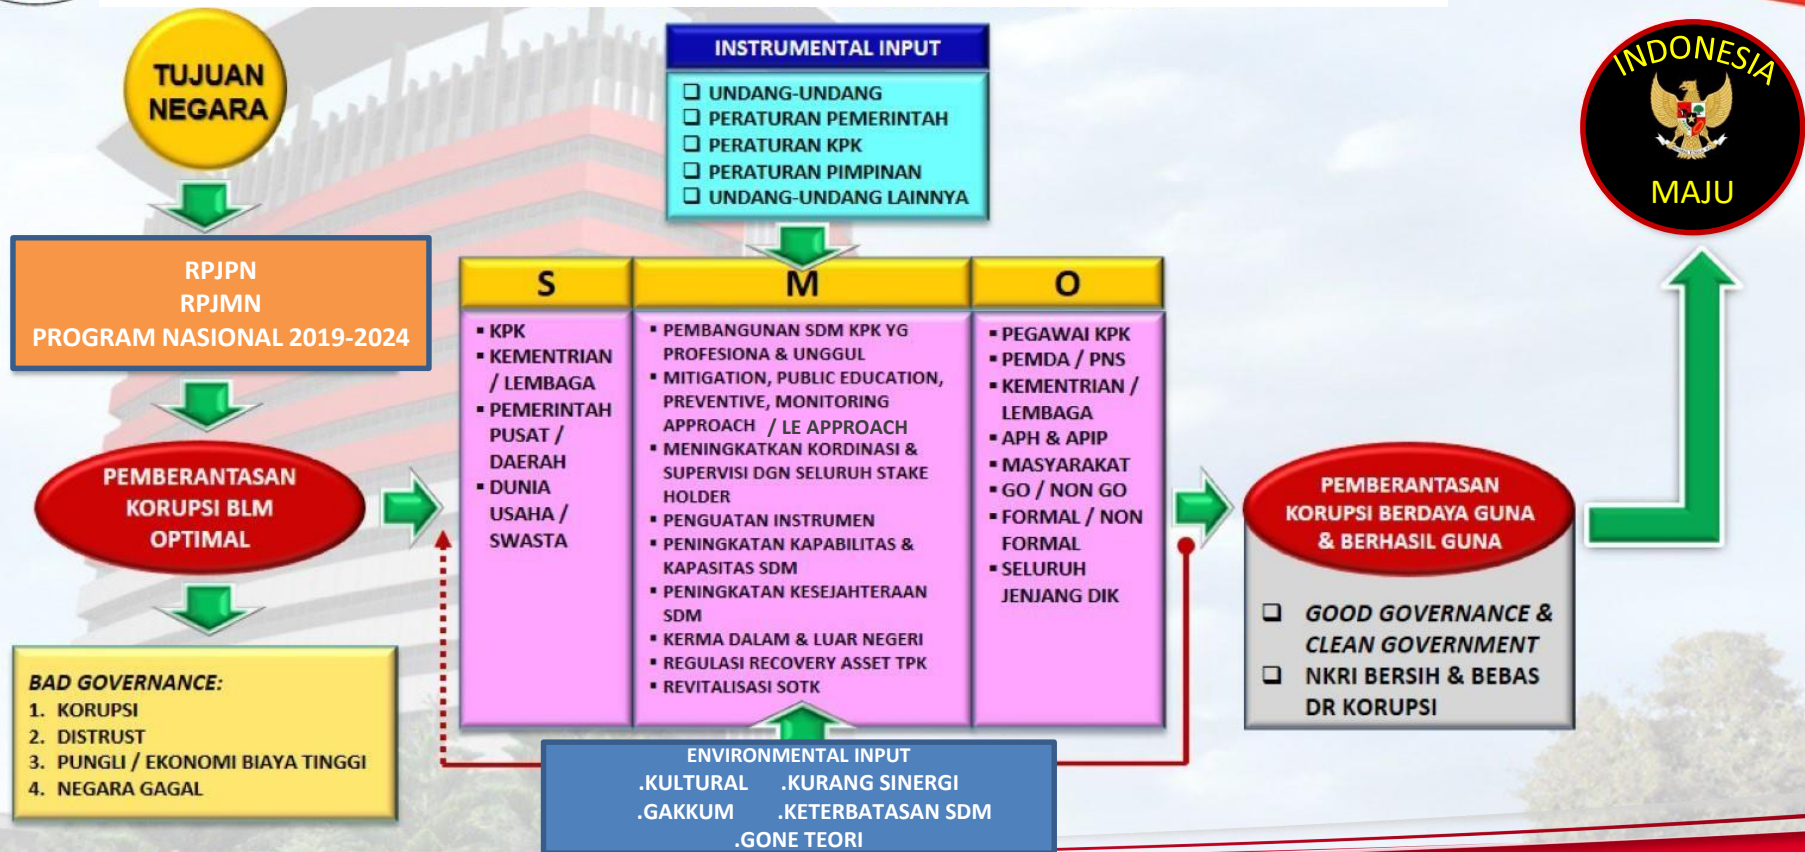 TUJUAN
NEGARA
RPJPN
RPJMN
PROGRAM NASIONAL 2019-2024
PEMBERANTASAN
KORUPSI BLM
OPTIMAL
BAD GOVERNANCE:
1. KORUPSI
2. DISTRUST
3. PUNGLI / EKONOMI BIAYA TINGGI
4. NEGARA GAGAL
INSTRUMENTAL INPUT
❑ UNDANG-UNDANG
❑ PERATURAN PEMERINTAH
❑ PERATURAN KPK
❑ PERATURAN PIMPINAN
❑ UNDANG-UNDANG LAINNYA
S
▪ KPK
▪ KEMENTRIAN
/ LEMBAGA
▪ PEMERINTAH
PUSAT /
DAERAH
▪ DUNIA
USAHA /
SWASTA
M
▪ PEMBANGUNAN SDM KPK YG
PROFESIONA & UNGGUL
▪ MITIGATION, PUBLIC EDUCATION,
PREVENTIVE, MONITORING
APPROACH / LE APPROACH
▪ MENINGKATKAN KORDINASI &
SUPERVISI DGN SELURUH STAKE
HOLDER
▪ PENGUATAN INSTRUMEN
▪ PENINGKATAN KAPABILITAS &
KAPASITAS SDM
▪ PENINGKATAN KESEJAHTERAAN
SDM
▪ KERMA DALAM & LUAR NEGERI
▪ REGULASI RECOVERY ASSET TPK
▪ REVITALISASI SOTK
O
▪ PEGAWAI KPK
▪ PEMDA / PNS
▪ KEMENTRIAN /
LEMBAGA
▪ APH & APIP
▪ MASYARAKAT
▪ GO / NON GO
▪ FORMAL / NON
FORMAL
▪ SELURUH
JENJANG DIK
ENVIRONMENTAL INPUT
.KULTURAL .KURANG SINERGI
.GAKKUM .KETERBATASAN SDM
.GONE TEORI
PEMBERANTASAN
KORUPSI BERDAYA GUNA
& BERHASIL GUNA
❑ GOOD GOVERNANCE &
CLEAN GOVERNMENT
❑ NKRI BERSIH & BEBAS
DR KORUPSI
INDONESIA
MAJU